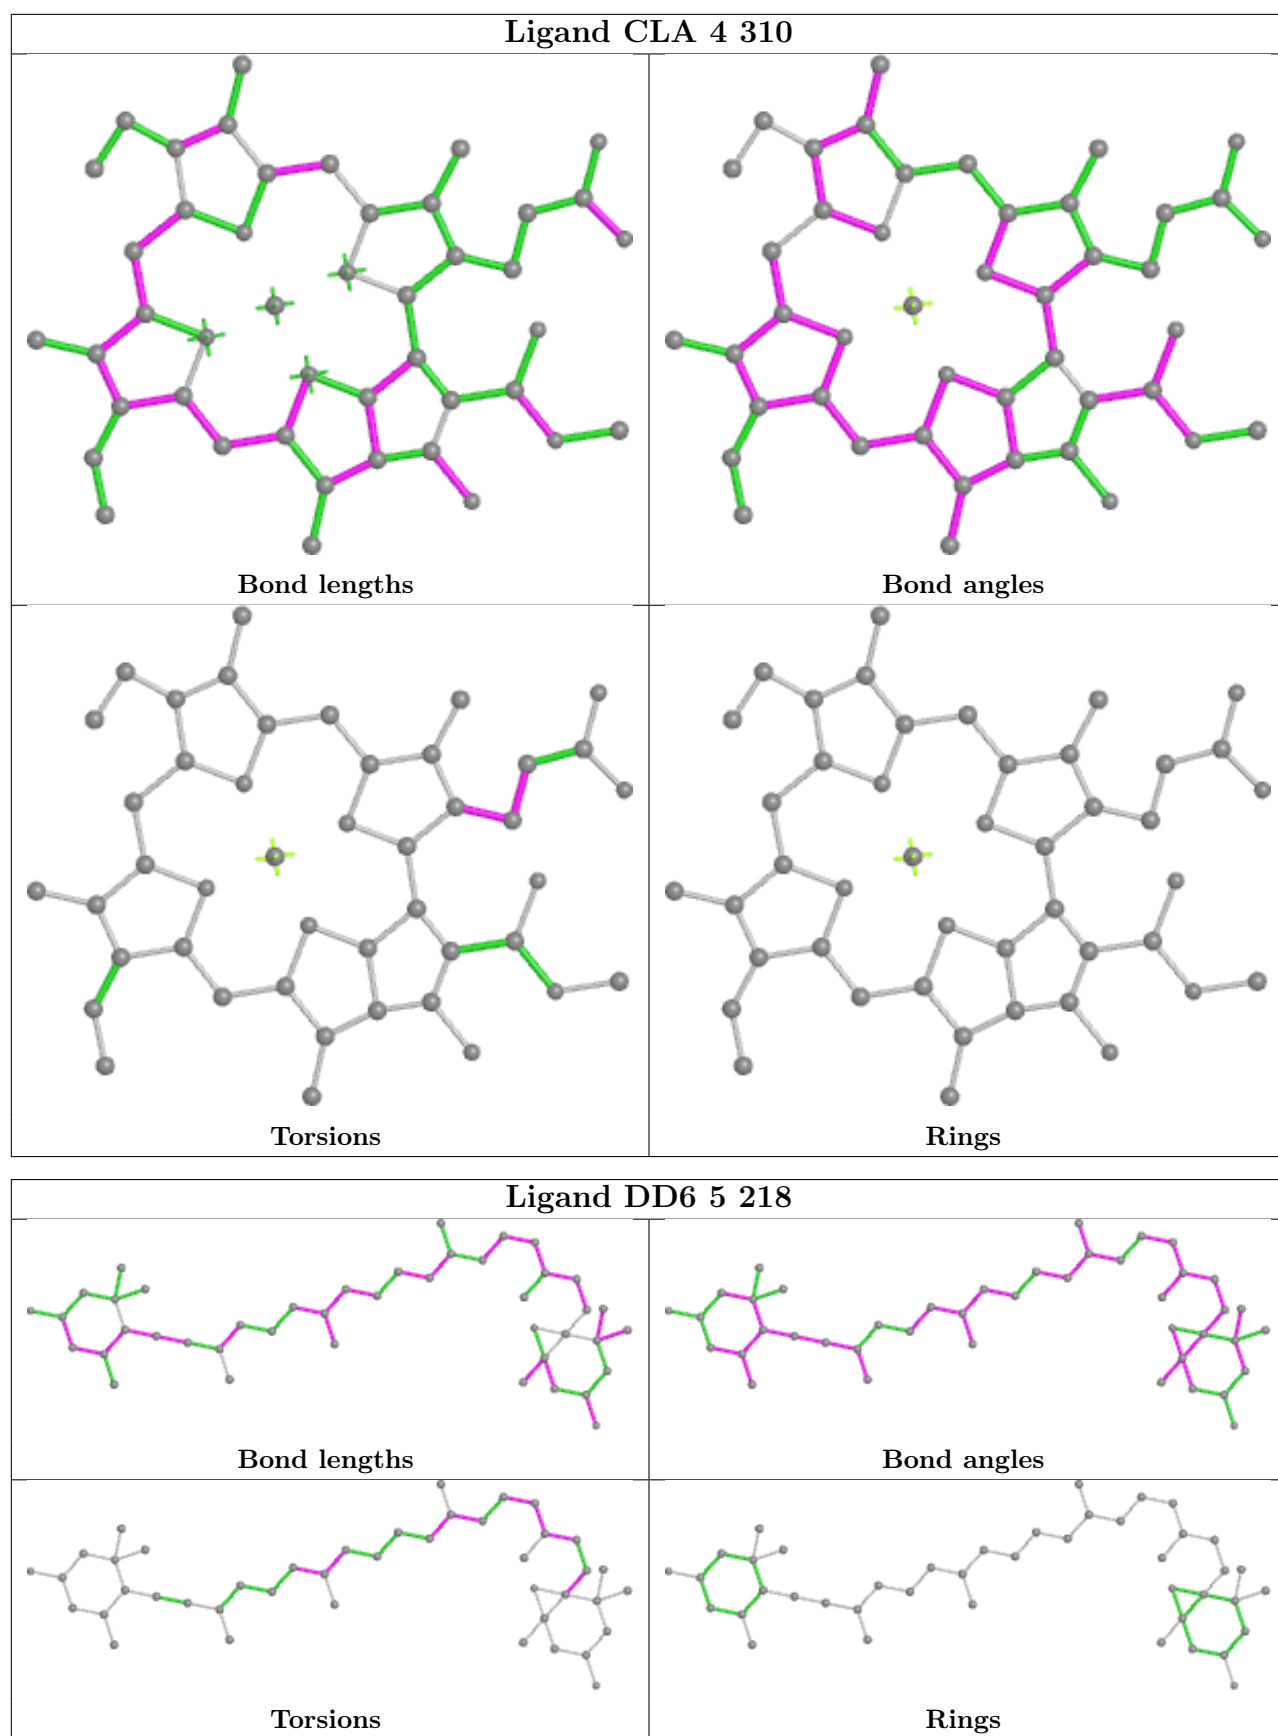 Ligand CLA 4 310
Bond lengths
Bond angles
Torsions
Rings
Ligand DD6 5 218
Bond lengths
Bond angles
Torsions
Rings